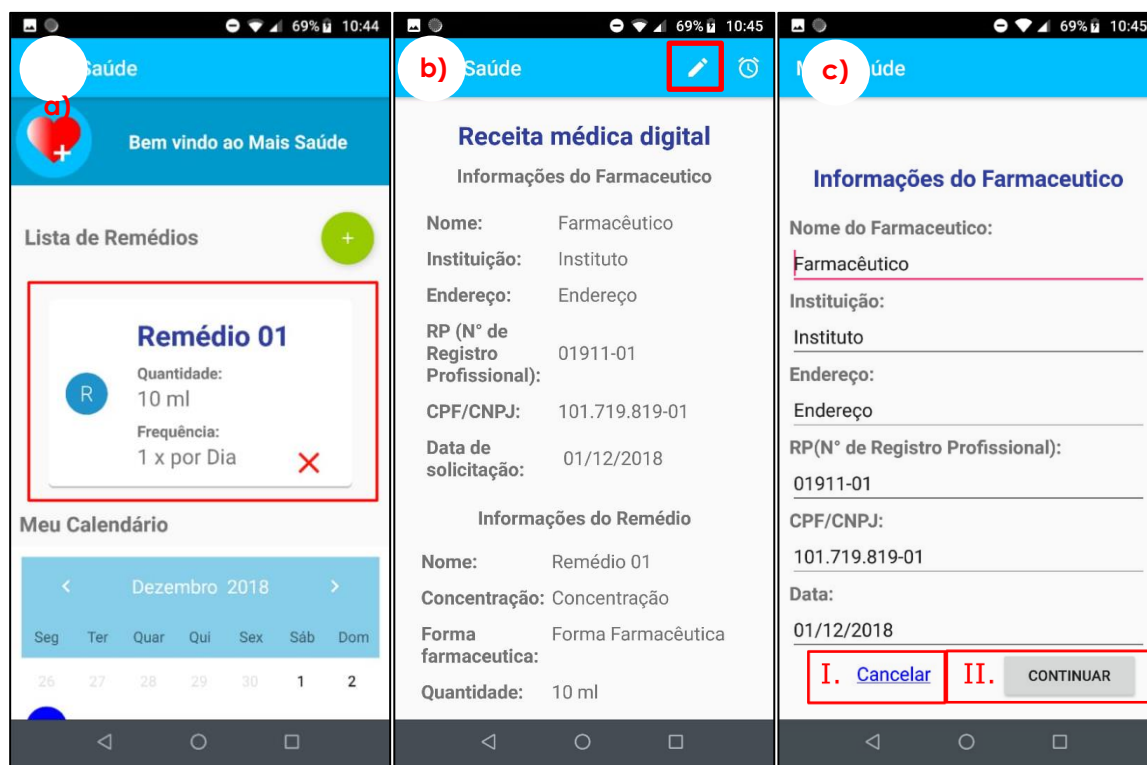 69% 10:44
Saúde
a)
Bem vindo ao Mais Saúde
Lista de Remédios
+
Remédio 01
R
Quantidade:
10 ml
Frequência:
1 x por Dia
Meu Calendário
< Dezembro 2018 >
Seg Ter Quar Qui Sex Sáb Dom
26 27 28 29 30 1 2
69% 10:45
b) Saúde
Receita médica digital
Informações do Farmaceutico
Nome: Farmacêutico
Instituição: Instituto
Endereço: Endereço
RP (N° de
Registro 01911-01
Profissional):
CPF/CNPJ: 101.719.819-01
Data de
solicitação: 01/12/2018
Informações do Remédio
Nome: Remédio 01
Concentração: Concentração
Forma Forma Farmacêutica
farmaceutica:
Quantidade: 10 ml
69% 10:45
c) úde
Informações do Farmaceutico
Nome do Farmaceutico:
Farmacêutico
Instituição:
Instituto
Endereço:
Endereço
RP(N° de Registro Profissional):
01911-01
CPF/CNPJ:
101.719.819-01
Data:
01/12/2018
I. Cancelar II. CONTINUAR